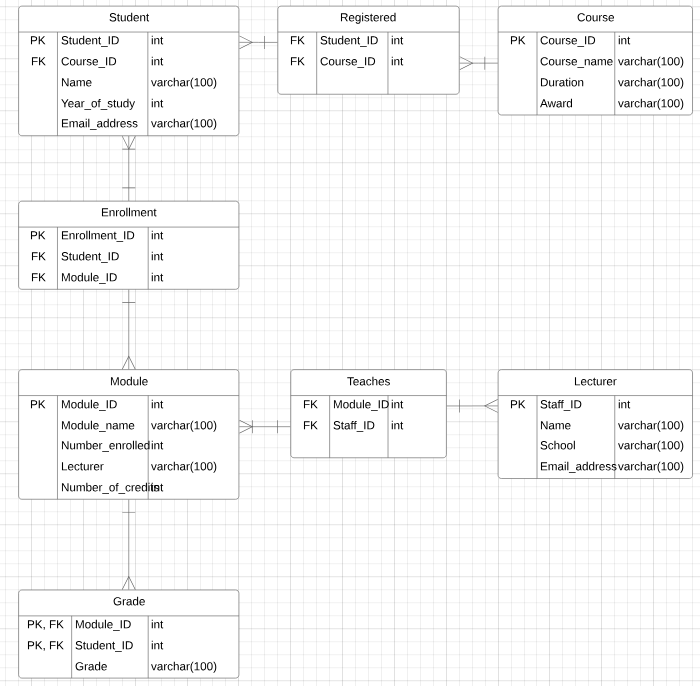 Student
PK Student_ID int
FK Course_ID int
Name varchar(100)
Year_of_study int
Email_address varchar(100)
Registered
FK Student_ID int
FK Course_ID int
Course
PK Course_ID int
Course_name varchar(100)
Duration varchar(100)
Award varchar(100)
Enrollment
PK Enrollment_ID int
FK Student_ID int
FK Module_ID int
Module
PK Module_ID int
Module_name varchar(100)
Number_enrolled int
Lecturer varchar(100)
Number_of_credits int
Teaches
FK Module_ID int
FK Staff_ID int
Lecturer
PK Staff_ID int
Name varchar(100)
School varchar(100)
Email_address varchar(100)
Grade
PK, FK Module_ID int
PK, FK Student_ID int
Grade varchar(100)